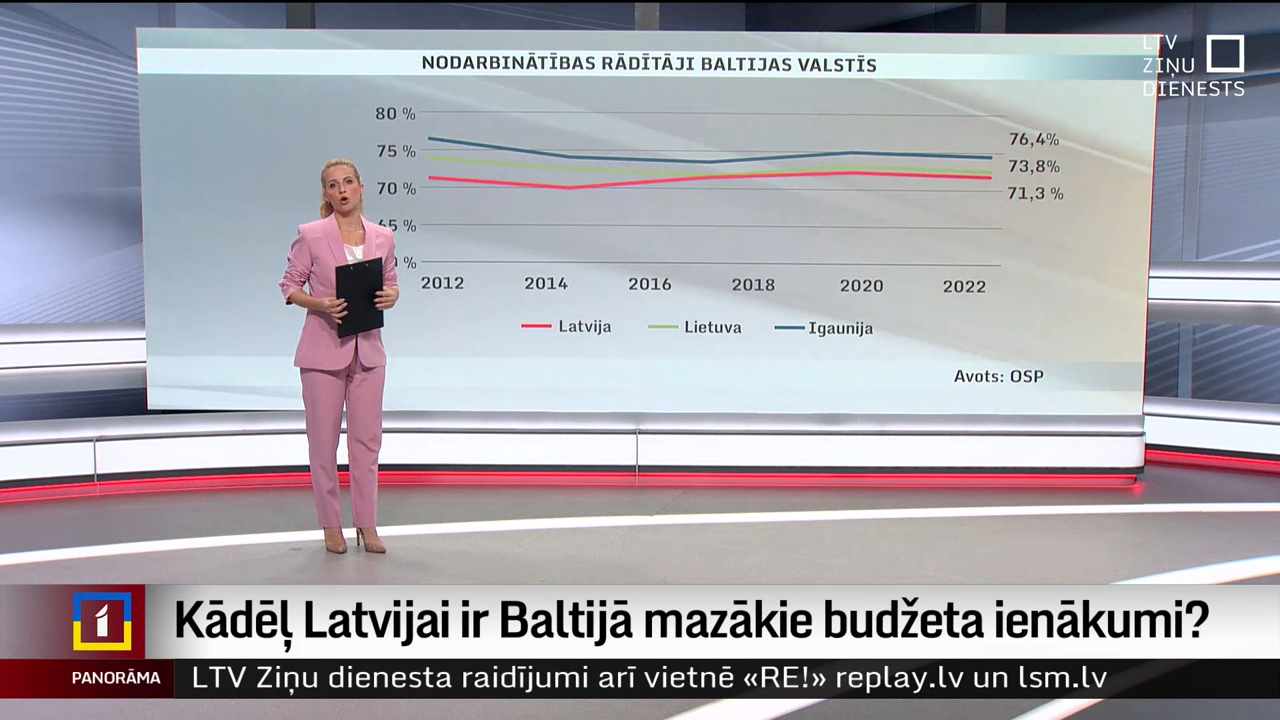 NODARBINĀTĪBAS RĀDĪTĀJI BALTIJAS VALSTĪS
LTV
ZIŅU
DIENESTS
80 %
75 %
70 %
%
76,4%
73,8%
71,3 %
2012 2014 2016 2018 2020 2022
Latvija Lietuva Igaunija
Avots: OSP
1
Kādēļ Latvijai ir Baltijā mazākie budžeta ienākumi?
PANORĀMA
LTV Ziņu dienesta raidījumi arī vietnē «RE!» replay.lv un lsm.lv